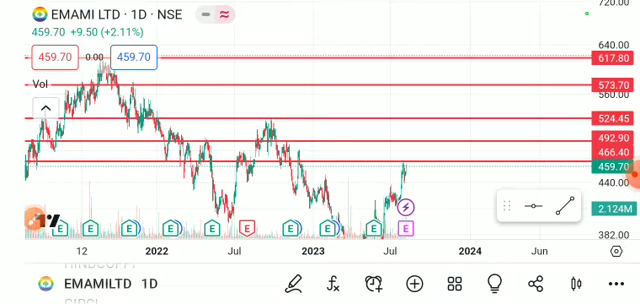 EMAMI LTD · 1D · NSE
459.70 +9.50 (+2.11%)
459.70 0.00 459.70
Vol
720.00
640.00
617.80
573.70
560.00
524.45
492.90
466.40
459.70
440.00
2.124M
382.00
E E E E E E E E E E
12 2022 Jul 2023 Jul 2024 Jun
EMAMILTD 1D